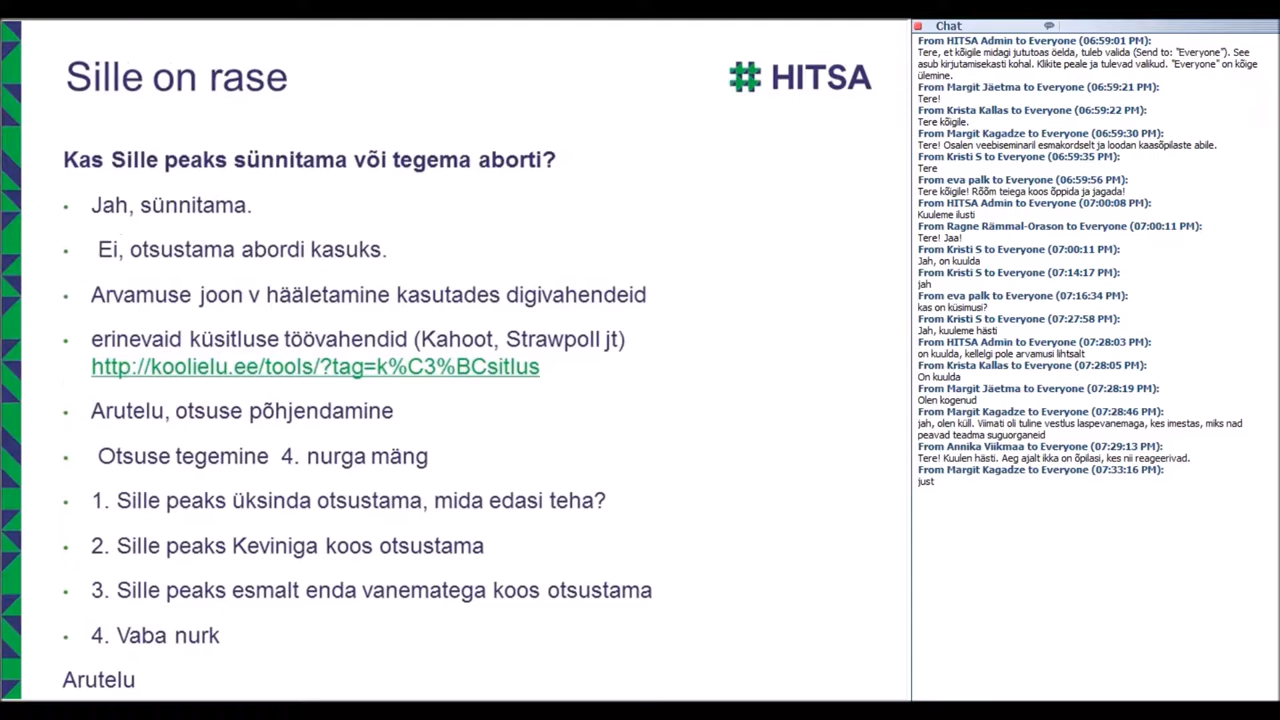 Sille on rase
HITSA
Kas Sille peaks sünnitama või tegema aborti?
Jah, sünnitama.
Ei, otsustama abordi kasuks.
Arvamuse joon v hääletamine kasutades digivahendeid
erinevaid küsitluse töövahendid (Kahoot, Strawpoll jt)
http://koolielu.ee/tools/?tag=k%C3%BCsitlus
Arutelu, otsuse põhjendamine
Otsuse tegemine 4. nurga mäng
1. Sille peaks üksinda otsustama, mida edasi teha?
2. Sille peaks Keviniga koos otsustama
3. Sille peaks esmalt enda vanematega koos otsustama
4. Vaba nurk
Arutelu
Chat
From HITSA Admin to Everyone (06:59:01 PM):
Tere, et kõigile midagi jututoas öelda, tuleb valida (Send to: "Everyone"). See
asub kirjutamisekasti kohal. Klikite peale ja tulevad valikud. "Everyone" on kõige
ülemine.
From Margit Jäetma to Everyone (06:59:21 PM):
Tere!
From Krista Kallas to Everyone (06:59:22 PM):
Tere kõigile.
From Margit Kagadze to Everyone (06:59:30 PM):
Tere! Osalen veebiseminaril esmakordselt ja loodan kaasõpilaste abile.
From Kristi S to Everyone (06:59:35 PM):
Tere
From eva palk to Everyone (06:59:56 PM):
Tere kõigile! Rõõm teiega koos õppida ja jagada!
From HITSA Admin to Everyone (07:00:08 PM):
Kuuleme ilusti
From Ragne Rämmal-Orason to Everyone (07:00:11 PM):
Tere! Jaa!
From Kristi S to Everyone (07:00:11 PM):
Jah, on kuulda
From Kristi S to Everyone (07:14:17 PM):
jah
From eva palk to Everyone (07:16:34 PM):
kas on küsimusi?
From Kristi S to Everyone (07:27:58 PM):
Jah, kuuleme hästi
From HITSA Admin to Everyone (07:28:03 PM):
on kuulda, kellelgi pole arvamusi lihtsalt
From Krista Kallas to Everyone (07:28:05 PM):
On kuulda
From Margit Jäetma to Everyone (07:28:19 PM):
Olen kogenud
From Margit Kagadze to Everyone (07:28:46 PM):
jah, olen küll. Viimati oli tuline vestlus laspevanemaga, kes imestas, miks nad
peavad teadma suguorganeid
From Annika Viikmaa to Everyone (07:29:13 PM):
Tere! Kuulen hästi. Aeg ajalt ikka on õpilasi, kes nii reageerivad.
From Margit Kagadze to Everyone (07:33:16 PM):
just